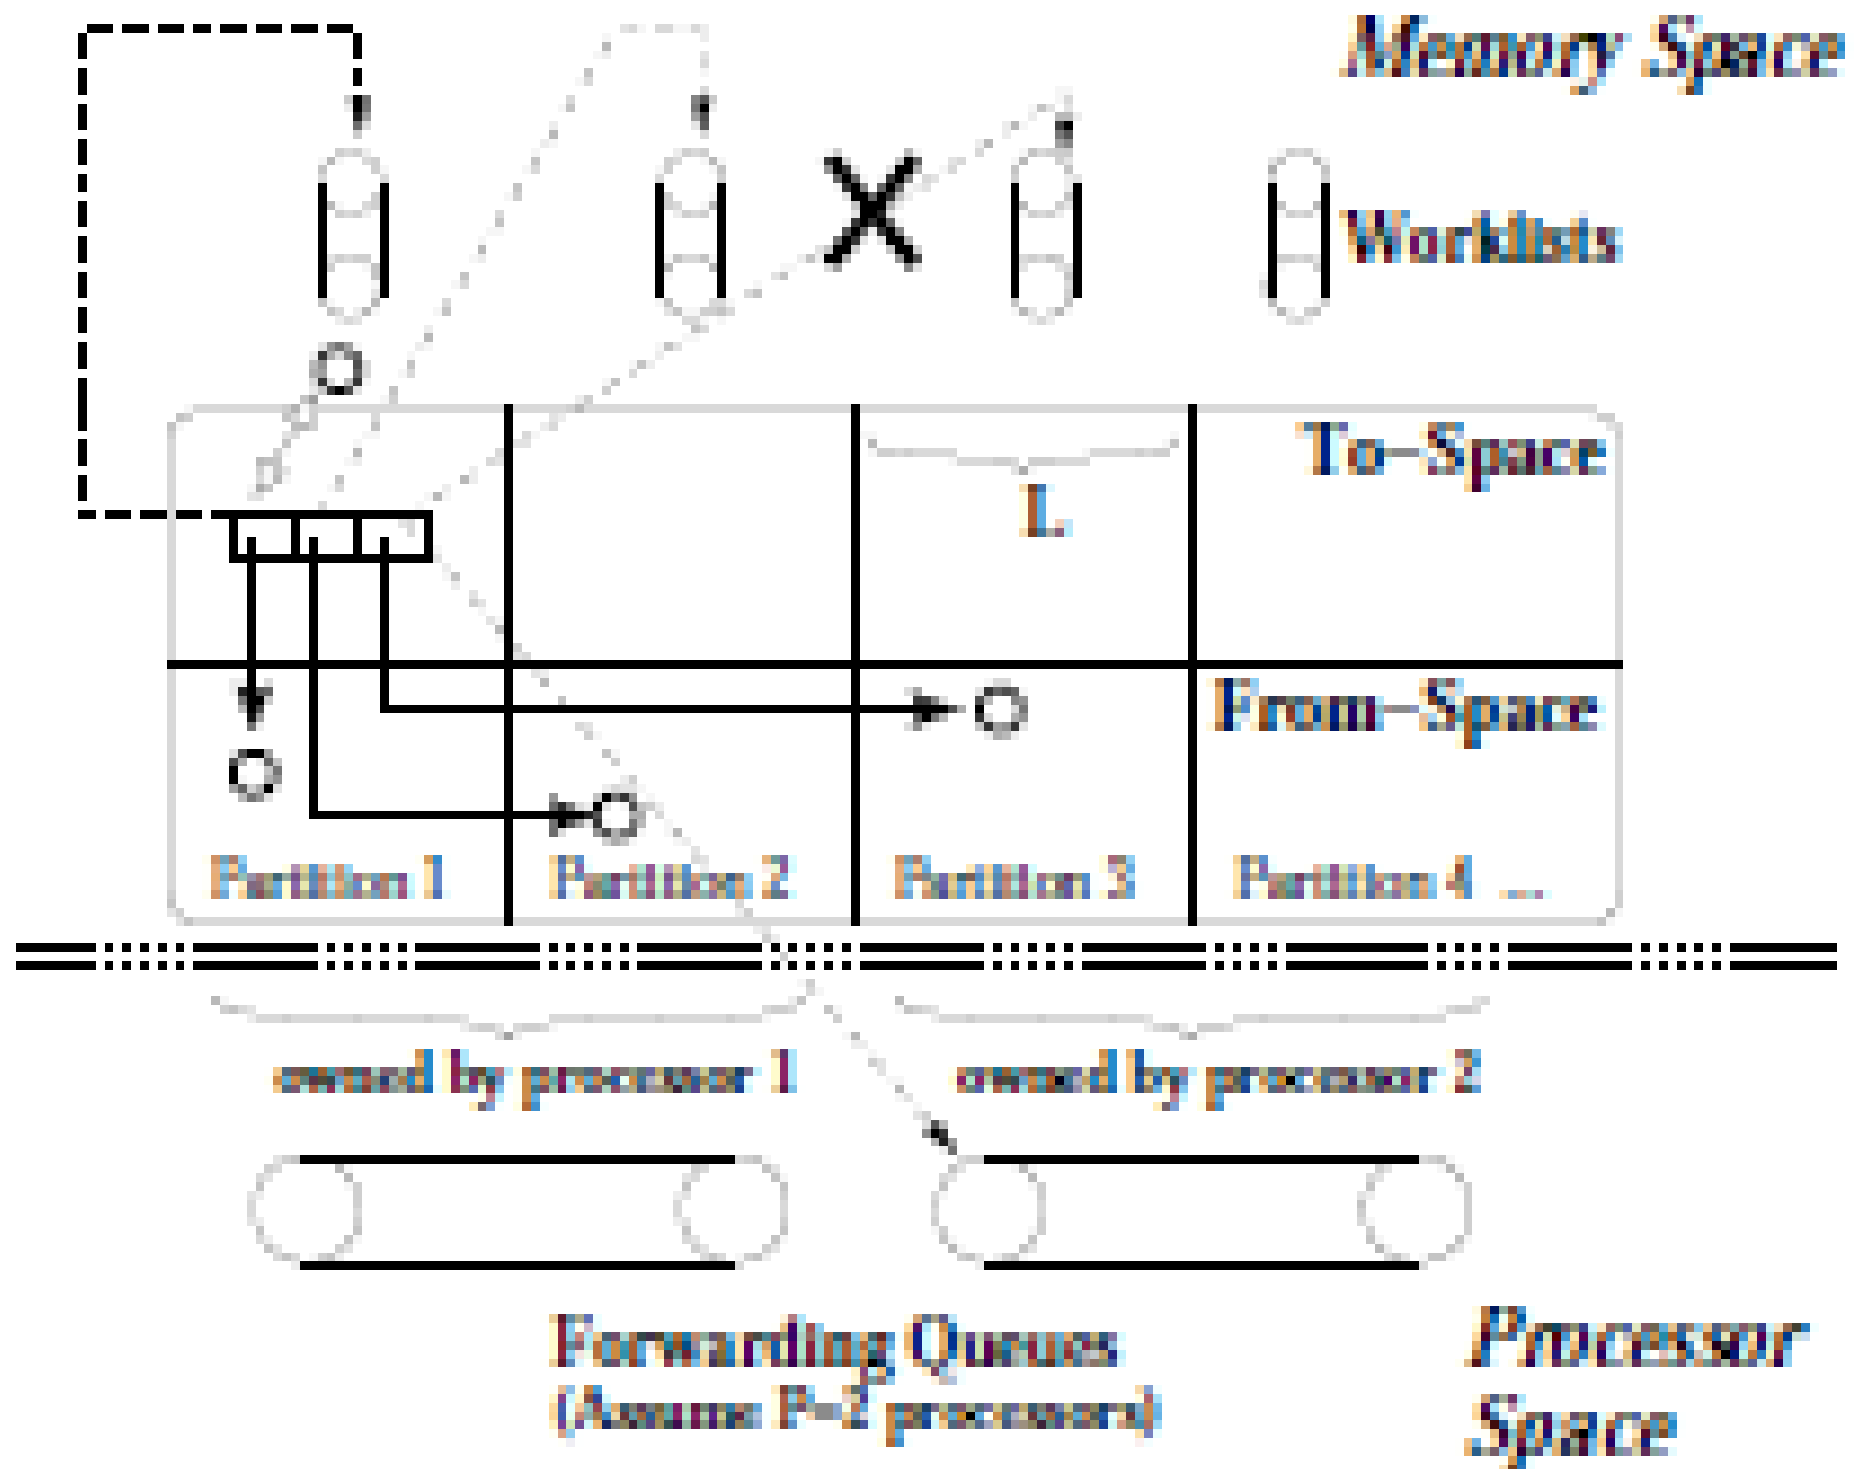 Memory Space
Worklists
To-Space
L
From-Space
Partition 1
Partition 2
Partition 3
Partition 4 ...
owned by processor 1
owned by processor 2
Forwarding Queues
(Assume P=2 processors)
Processor
Space